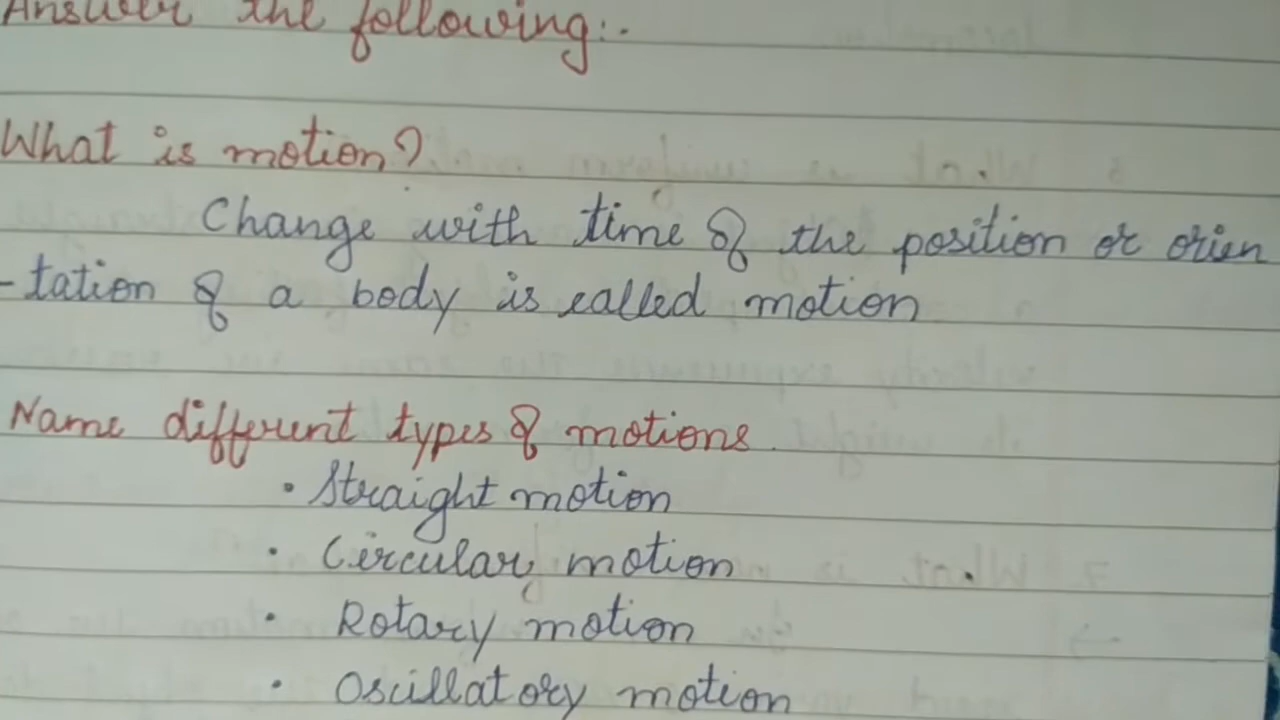 Answer the following:-
What is motion?
Change with time of the position or orien
-tation of a body is called motion
Name different types of motions.
• Straight motion
• Circular motion
• Rotary motion
• Oscillatory motion